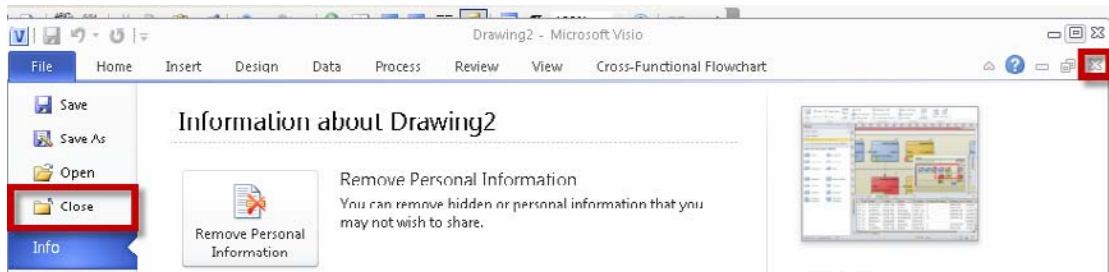 Drawing2 - Microsoft Visio
File Home Insert Design Data Process Review View Cross-Functional Flowchart
Save
Save As
Open
Close
Info
Information about Drawing2
Remove Personal Information
You can remove hidden or personal information that you
may not wish to share.
Remove Personal
Information